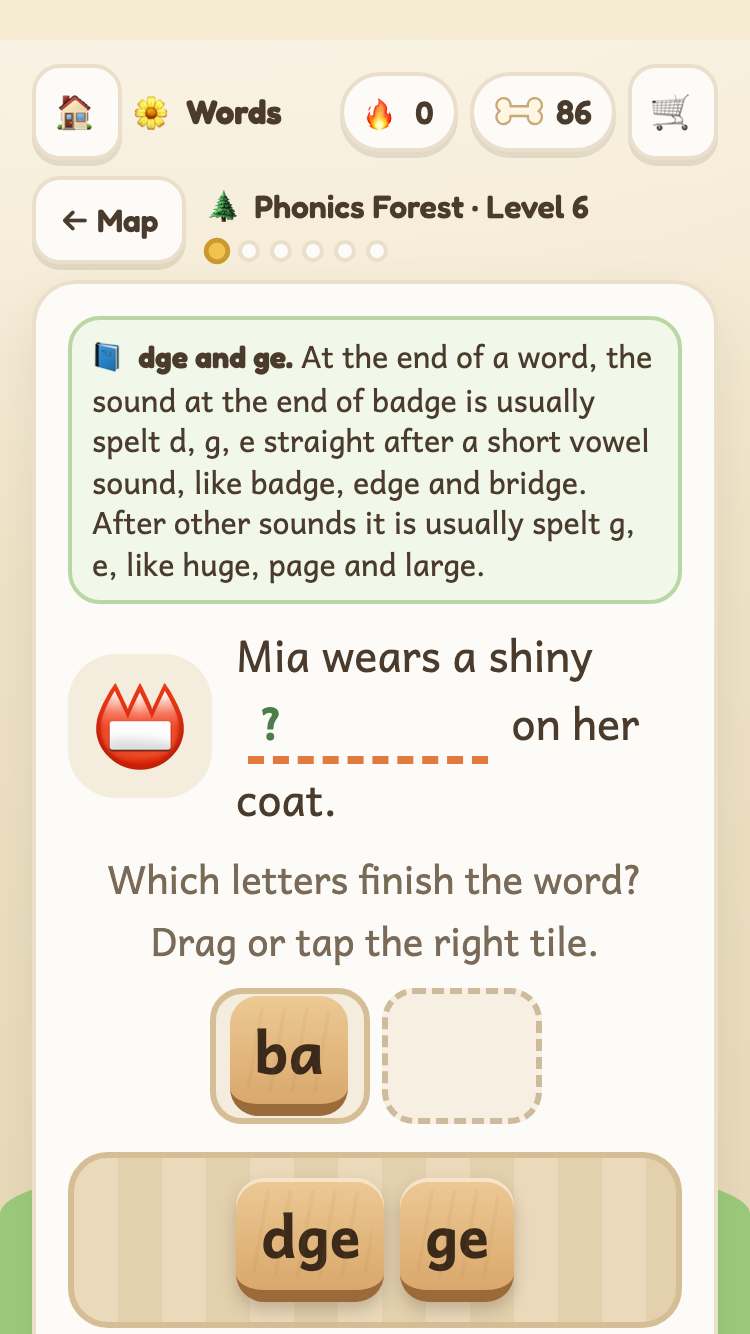 Words
0
86
← Map
Phonics Forest · Level 6
dge and ge. At the end of a word, the
sound at the end of badge is usually
spelt d, g, e straight after a short vowel
sound, like badge, edge and bridge.
After other sounds it is usually spelt g,
e, like huge, page and large.
Mia wears a shiny
? on her
coat.
Which letters finish the word?
Drag or tap the right tile.
ba
dge ge